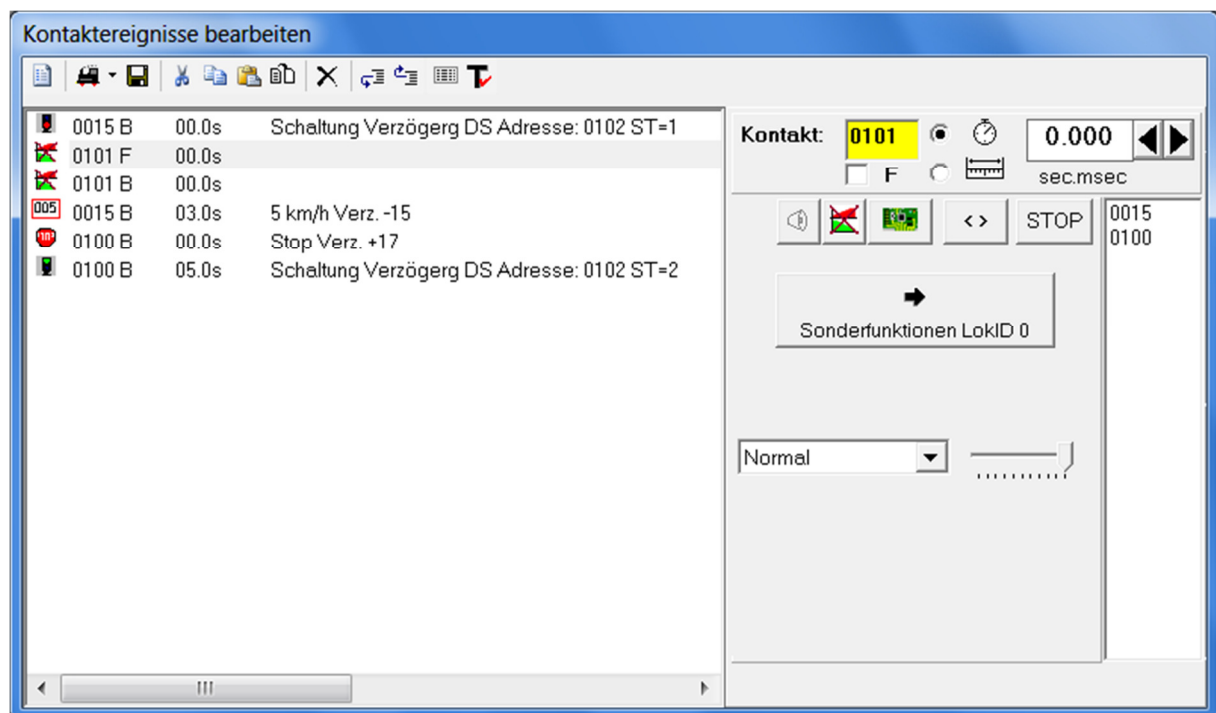 Kontaktereignisse bearbeiten
0015 B 00.0s Schaltung Verzögerg DS Adresse: 0102 ST=1
0101 F 00.0s
0101 B 00.0s
005 0015 B 03.0s 5 km/h Verz. -15
0100 B 00.0s Stop Verz. +17
0100 B 05.0s Schaltung Verzögerg DS Adresse: 0102 ST=2
Kontakt: 0101 0.000
F sec.msec
< > STOP
0015
0100
Sonderfunktionen LokID 0
Normal